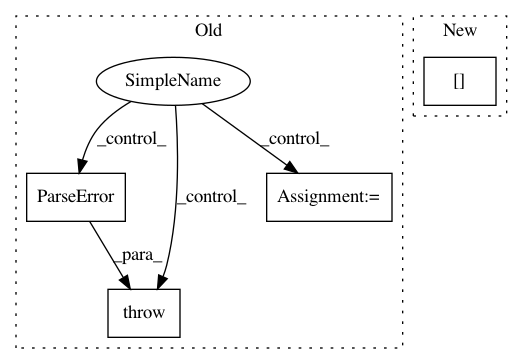 Old
New
SimpleName
[]
_control_
_control_
_control_
ParseError
Assignment:=
_para_
throw